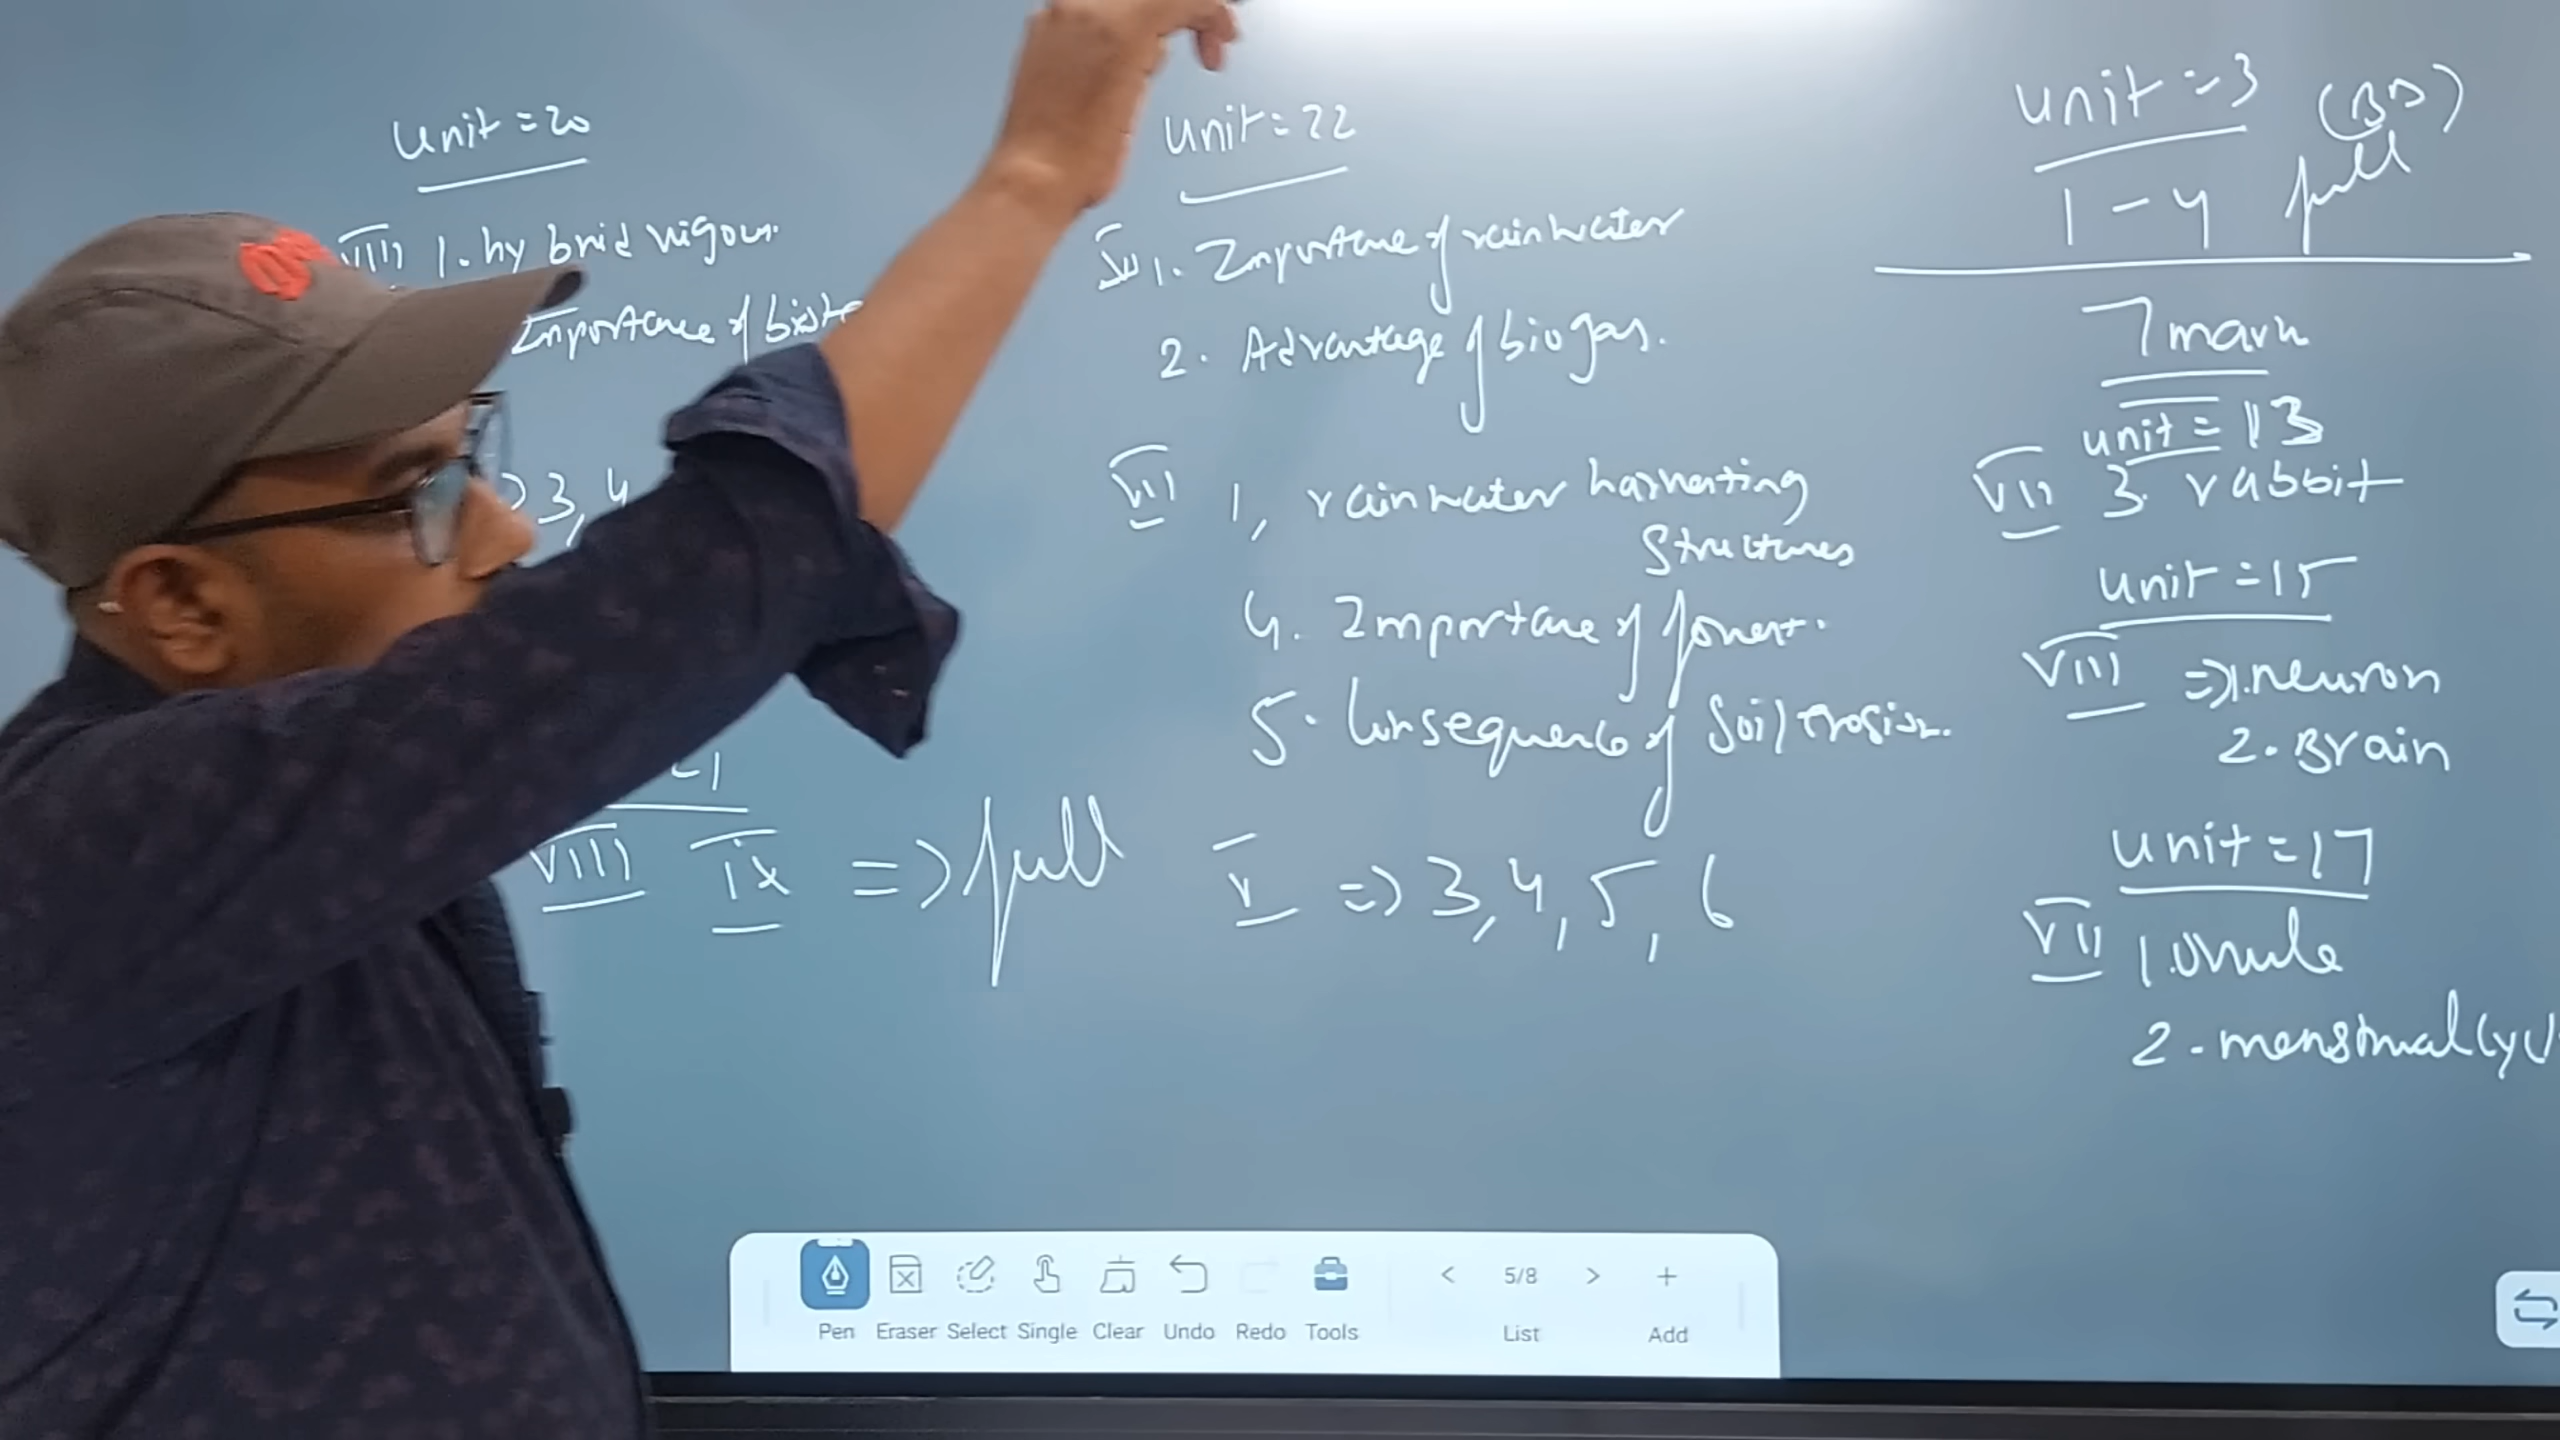 unit = 20
VIII 1. hybrid vigour.
Importance of
3, 4
VIII IX => full
unit = 22
1. Importance of rainwater
2. Advantage of biogas.
VII 1, rainwater harvesting
Structures
4. Importance of forest.
5. Consequence of Soil erosion.
V => 3, 4, 5, 6
unit = 3 (BB)
1 - 4 full
7 mark
unit = 13
VII 3. rabbit
unit = 15
VIII => 1. neuron
2. Brain
unit = 17
VII 1. Ovule
2 - menstrual
Pen Eraser Select Single Clear Undo Redo Tools
< 5/8 > +
List Add